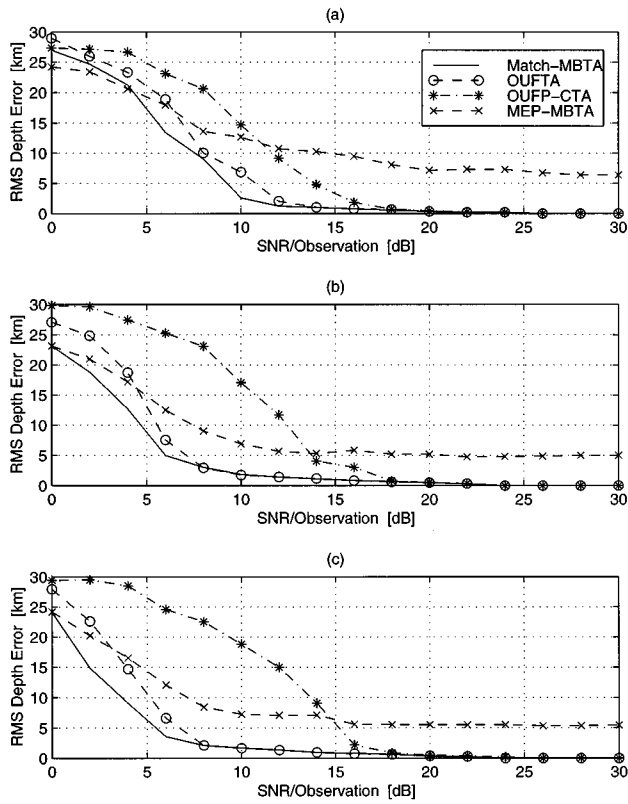 (a)
RMS Depth Error [km]
30
25
20
15
10
5
0
Match-MBTA
OUFTA
OUFP-CTA
MEP-MBTA
0 5 10 15 20 25 30
SNR/Observation [dB]
(b)
RMS Depth Error [km]
30
25
20
15
10
5
0
0 5 10 15 20 25 30
SNR/Observation [dB]
(c)
RMS Depth Error [km]
30
25
20
15
10
5
0
0 5 10 15 20 25 30
SNR/Observation [dB]